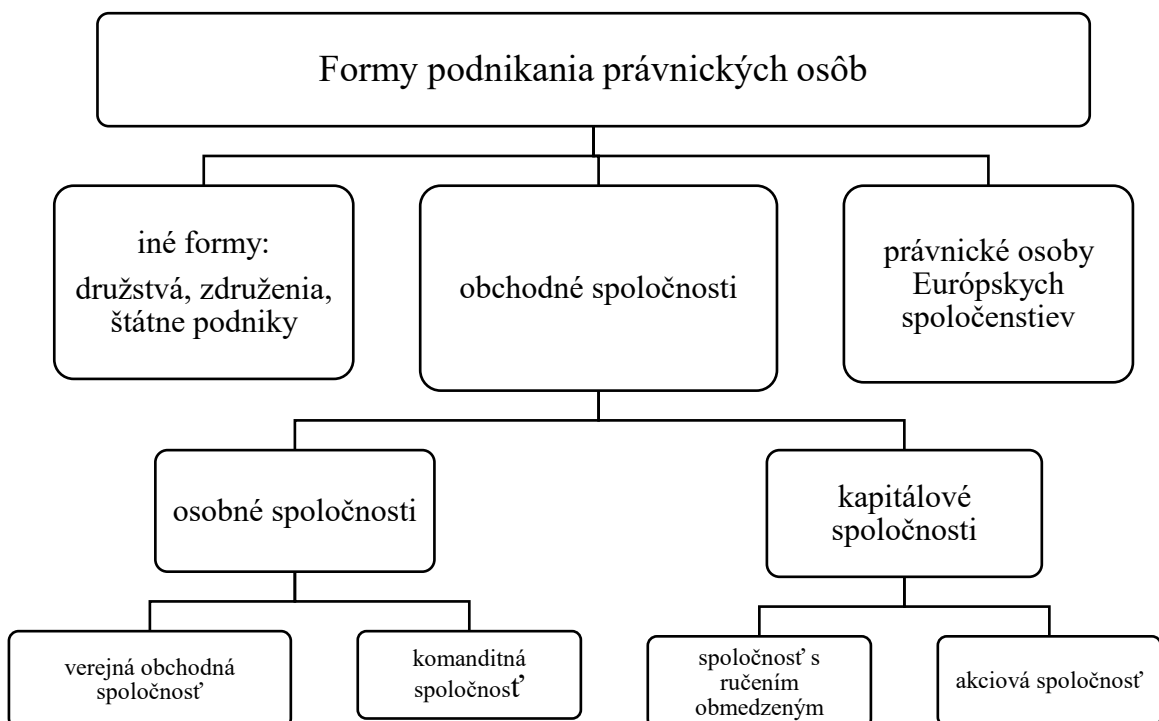 Formy podnikania právnických osôb
iné formy:
družstvá, združenia,
štátne podniky
obchodné spoločnosti
právnické osoby
Európskych
spoločenstiev
osobné spoločnosti
kapitálové
spoločnosti
verejná obchodná
spoločnosť
komanditná
spoločnosť
spoločnosť s
ručením
obmedzeným
akciová spoločnosť